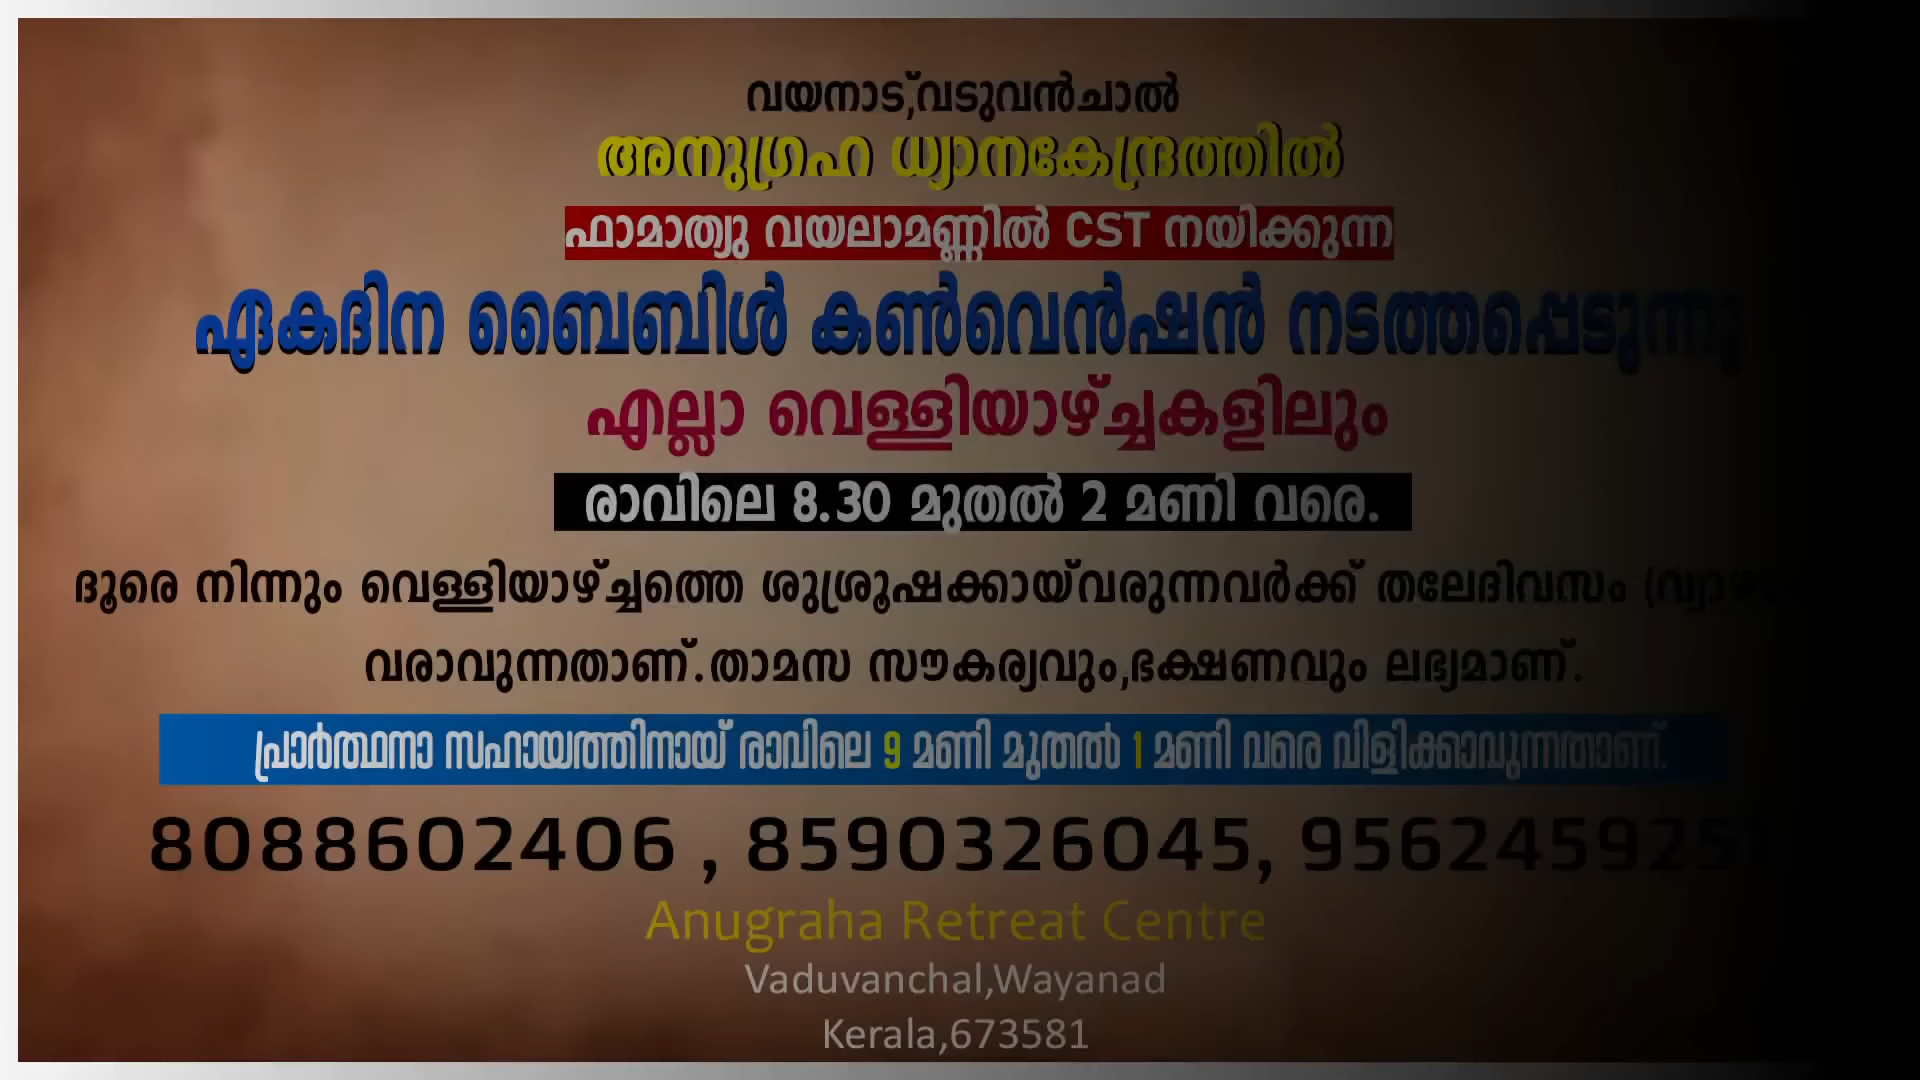 വയനാട്,വടുവൻചാൽ
അനുഗ്രഹ ധ്യാനകേന്ദ്രത്തിൽ
ഫാമാത്യു വയലാമണ്ണിൽ CST നയിക്കുന്ന
ഏകദിന ബൈബിൾ കൺവെൻഷൻ നടത്തപ്പെടുന്നു
എല്ലാ വെള്ളിയാഴ്ച്ചകളിലും
രാവിലെ 8.30 മുതൽ 2 മണി വരെ.
ദൂരെ നിന്നും വെള്ളിയാഴ്ച്ചത്തെ ശുശ്രൂഷക്കായ്വരുന്നവർക്ക് തലേദിവസം
വരാവുന്നതാണ്.താമസ സൗകര്യവും,ഭക്ഷണവും ലഭ്യമാണ്.
പ്രാർത്ഥനാ സഹായത്തിനായ് രാവിലെ 9 മണി മുതൽ 1 മണി വരെ വിളിക്കാവുന്നതാണ്.
8088602406 , 8590326045, 9562459251
Anugraha Retreat Centre
Vaduvanchal,Wayanad
Kerala,673581